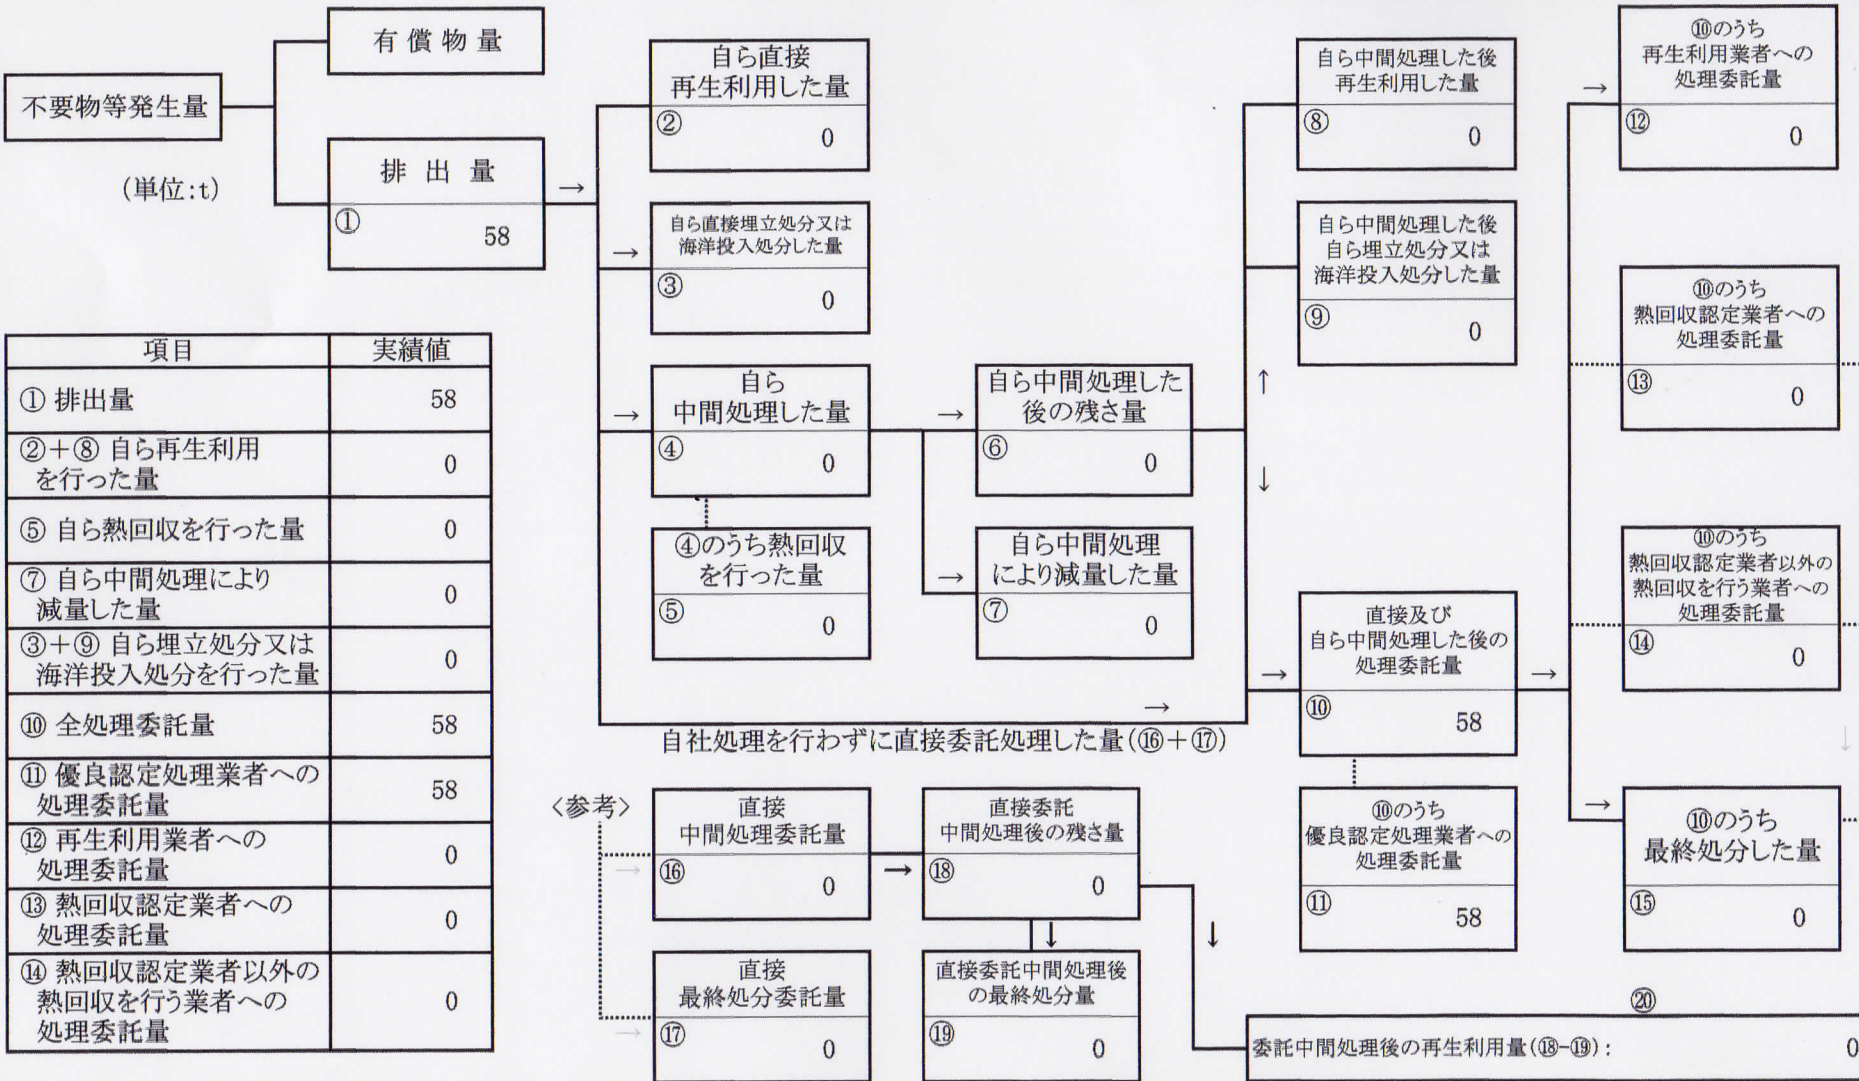 有償物量
不要物等発生量
(単位:t)
排出量
①
58
→
自ら直接
再生利用した量
②
0
→
自ら直接埋立処分又は
海洋投入処分した量
③
0
→
自ら
中間処理した量
④
0
④のうち熱回収
を行った量
⑤
0
→
自ら中間処理した
後の残さ量
⑥
0
→
自ら中間処理
により減量した量
⑦
0
自ら中間処理した後
再生利用した量
⑧
0
自ら中間処理した後
自ら埋立処分又は
海洋投入処分した量
⑨
0
↑
↓
→
直接及び
自ら中間処理した後の
処理委託量
⑩
58
→
⑩のうち
優良認定処理業者への
処理委託量
⑪
58
→
⑩のうち
再生利用業者への
処理委託量
⑫
0
⑩のうち
熱回収認定業者への
処理委託量
⑬
0
⑩のうち
熱回収認定業者以外の
熱回収を行う業者への
処理委託量
⑭
0
↓
→
⑩のうち
最終処分した量
⑮
0
→
自社処理を行わずに直接委託処理した量(⑯+⑰)
〈参考〉
→
直接
中間処理委託量
⑯
0
→
直接委託
中間処理後の残さ量
⑱
0
→
直接
最終処分委託量
⑰
0
↓
直接委託中間処理後
の最終処分量
⑲
0
↓
⑳
委託中間処理後の再生利用量(⑱-⑲): 0
項目 実績値
① 排出量 58
②+⑧ 自ら再生利用
を行った量 0
⑤ 自ら熱回収を行った量 0
⑦ 自ら中間処理により
減量した量 0
③+⑨ 自ら埋立処分又は
海洋投入処分を行った量 0
⑩ 全処理委託量 58
⑪ 優良認定処理業者への
処理委託量 58
⑫ 再生利用業者への
処理委託量 0
⑬ 熱回収認定業者への
処理委託量 0
⑭ 熱回収認定業者以外の
熱回収を行う業者への
処理委託量 0